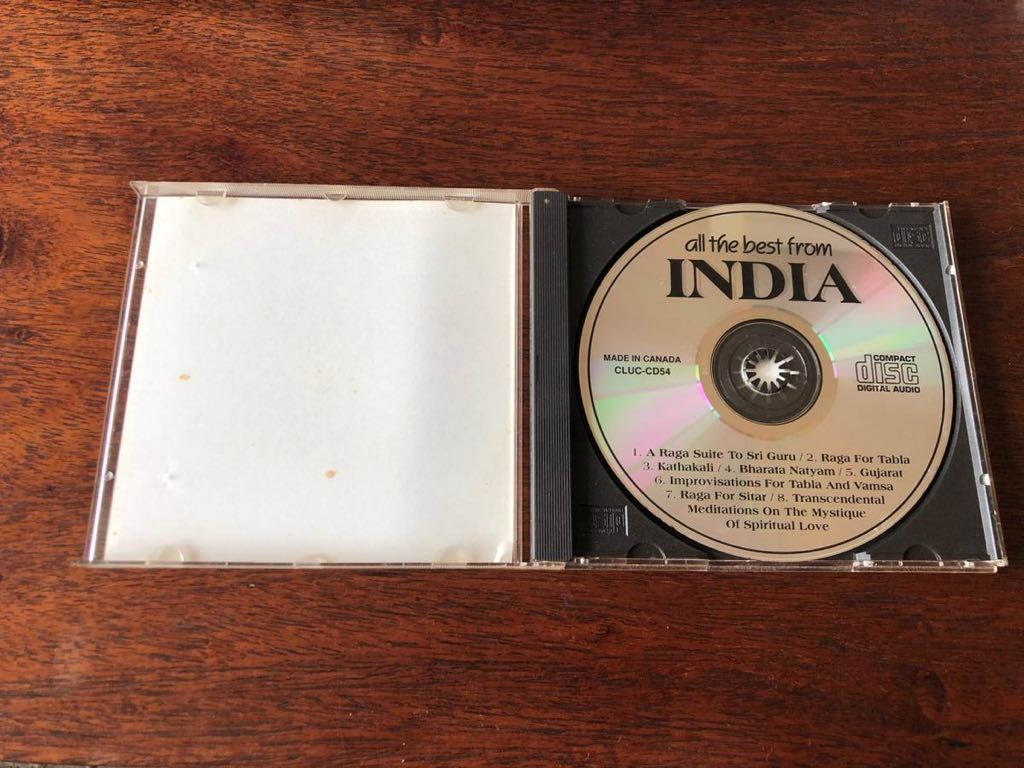 all the best from
INDIA
MADE IN CANADA
CLUC-CD54
COMPACT
disc
DIGITAL AUDIO
1. A Raga Suite To Sri Guru / 2. Raga For Tabla
3. Kathakali / 4. Bharata Natyam / 5. Gujarat
6. Improvisations For Tabla And Vamsa
7. Raga For Sitar / 8. Transcendental
Meditations On The Mystique
Of Spiritual Love